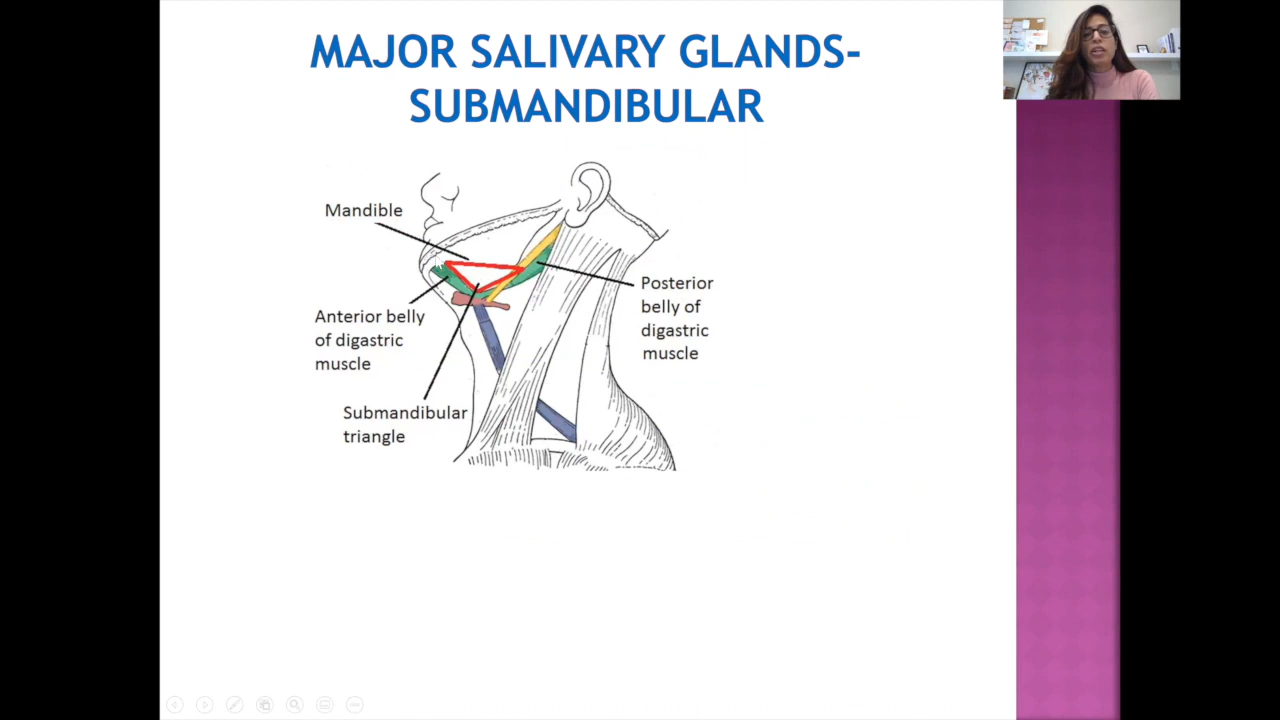 MAJOR SALIVARY GLANDS-
SUBMANDIBULAR
Mandible
Anterior belly
of digastric
muscle
Submandibular
triangle
Posterior
belly of
digastric
muscle